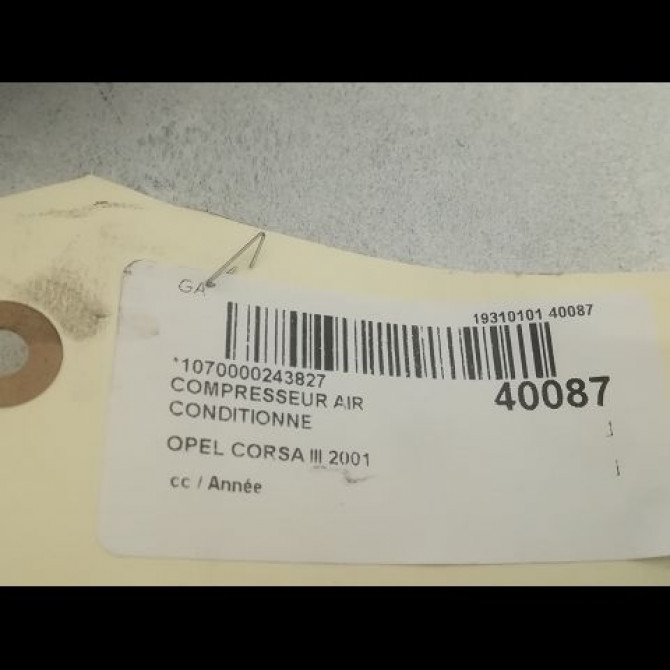 GA
19310101 40087
*1070000243827
40087
COMPRESSEUR AIR
CONDITIONNE
OPEL CORSA III 2001
cc / Année